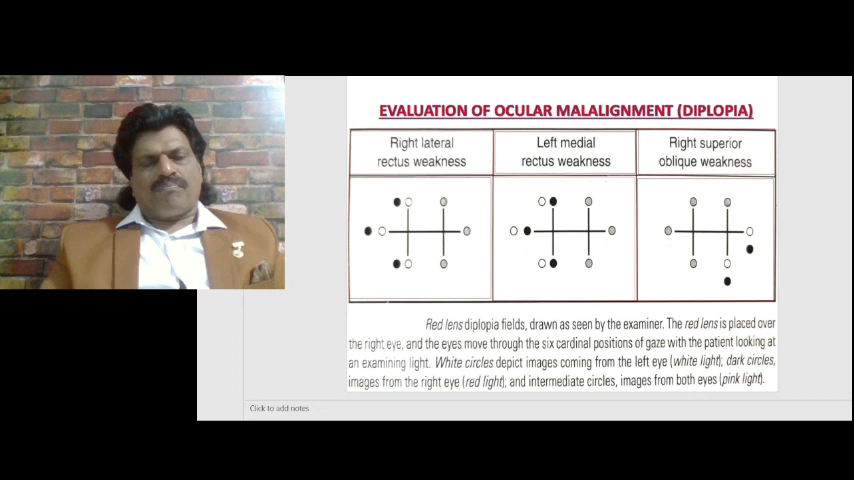 EVALUATION OF OCULAR MALALIGNMENT (DIPLOPIA)
Right lateral
rectus weakness
Left medial
rectus weakness
Right superior
oblique weakness
Red lens diplopia fields, drawn as seen by the examiner. The red lens is placed over
the right eye, and the eyes move through the six cardinal positions of gaze with the patient looking at
an examining light. White circles depict images coming from the left eye (white light); dark circles,
images from the right eye (red light); and intermediate circles, images from both eyes (pink light).
Click to add notes